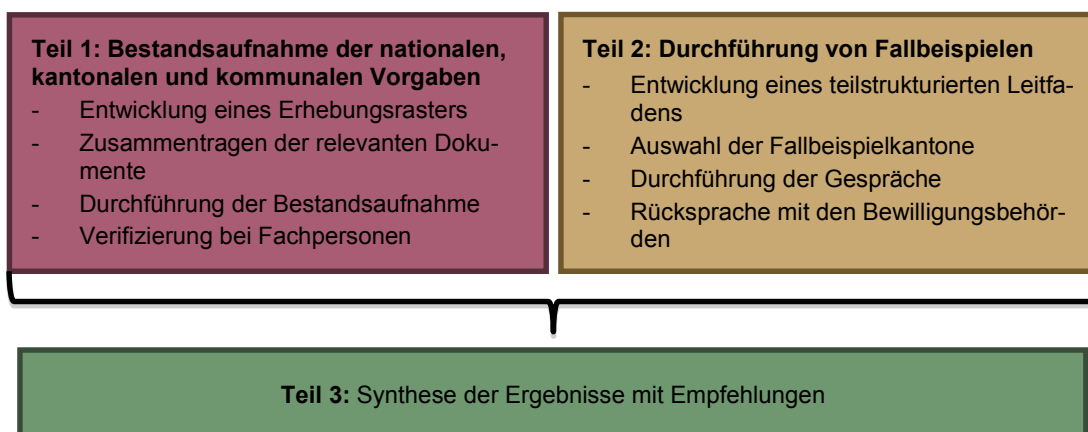 Teil 1: Bestandsaufnahme der nationalen,
kantonalen und kommunalen Vorgaben
- Entwicklung eines Erhebungsrasters
- Zusammentragen der relevanten Doku-
mente
- Durchführung der Bestandsaufnahme
- Verifizierung bei Fachpersonen
Teil 2: Durchführung von Fallbeispielen
- Entwicklung eines teilstrukturierten Leitfa-
dens
- Auswahl der Fallbeispielkantone
- Durchführung der Gespräche
- Rücksprache mit den Bewilligungsbehör-
den
Teil 3: Synthese der Ergebnisse mit Empfehlungen